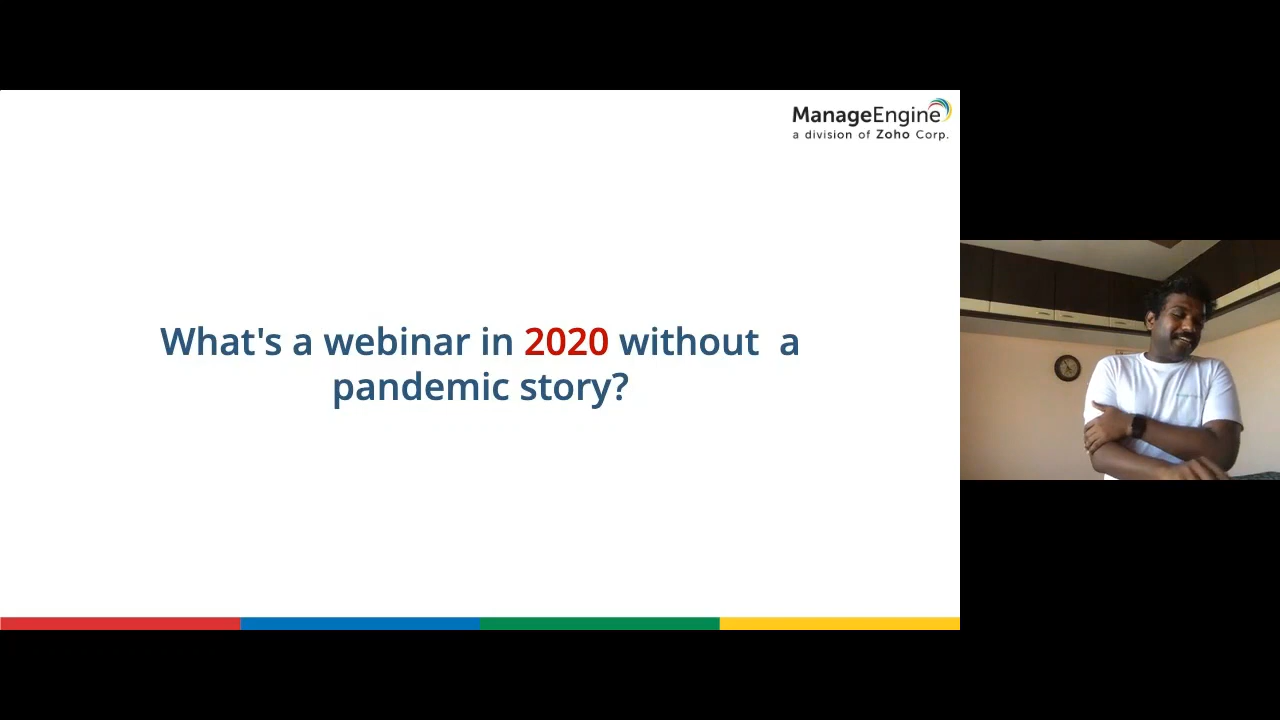 ManageEngine
a division of Zoho Corp.
What's a webinar in 2020 without  a
pandemic story?